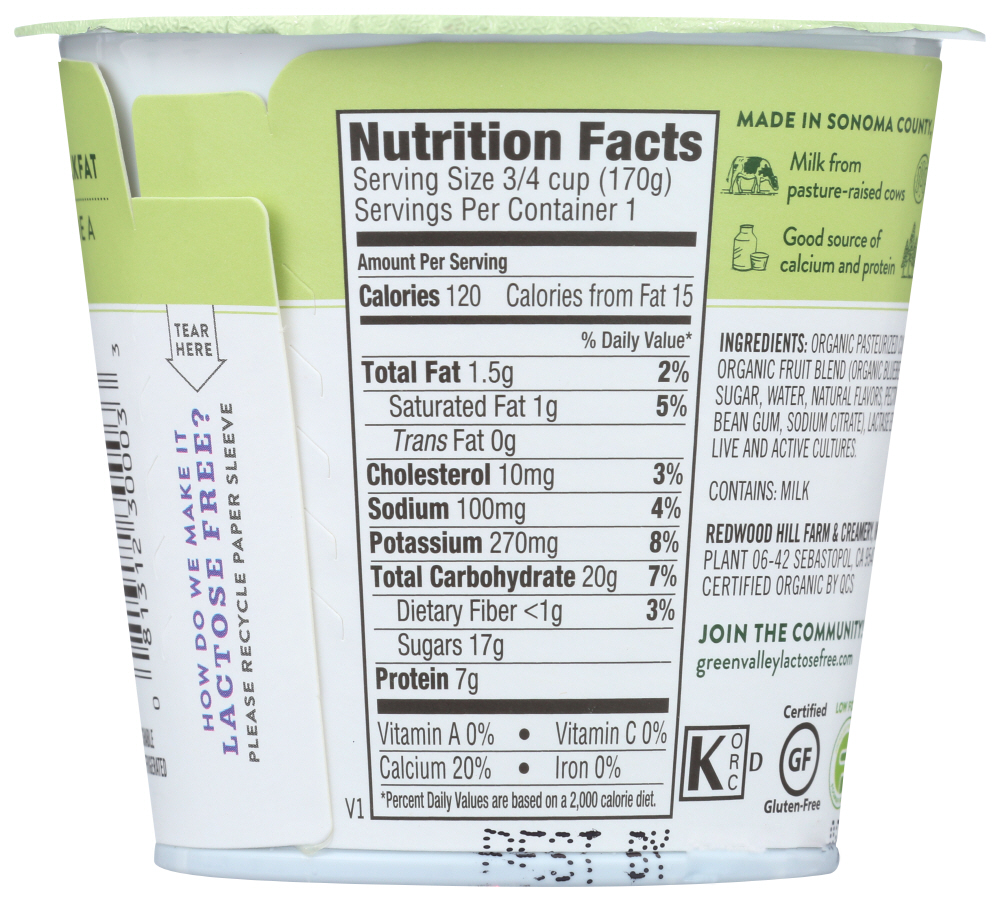 KFAT
E A
TEAR
HERE
HOW DO WE MAKE IT
LACTOSE FREE?
PLEASE RECYCLE PAPER SLEEVE
0 813312 30003 3
Nutrition Facts
Serving Size 3/4 cup (170g)
Servings Per Container 1
Amount Per Serving
Calories 120 Calories from Fat 15
% Daily Value*
Total Fat 1.5g 2%
Saturated Fat 1g 5%
Trans Fat 0g
Cholesterol 10mg 3%
Sodium 100mg 4%
Potassium 270mg 8%
Total Carbohydrate 20g 7%
Dietary Fiber <1g 3%
Sugars 17g
Protein 7g
Vitamin A 0% • Vitamin C 0%
Calcium 20% • Iron 0%
*Percent Daily Values are based on a 2,000 calorie diet.
V1
MADE IN SONOMA COUNTY,
Milk from
pasture-raised cows
Good source of
calcium and protein
INGREDIENTS: ORGANIC PASTEURIZED
ORGANIC FRUIT BLEND (ORGANIC
SUGAR, WATER, NATURAL FLAVORS,
BEAN GUM, SODIUM CITRATE),
LIVE AND ACTIVE CULTURES.
CONTAINS: MILK
REDWOOD HILL FARM & CREAMERY,
PLANT 06-42 SEBASTOPOL, CA
CERTIFIED ORGANIC BY QCS
JOIN THE COMMUNITY!
greenvalleylactosefree.com
K ORC D
Certified
GF
Gluten-Free
LOW
BEST BY